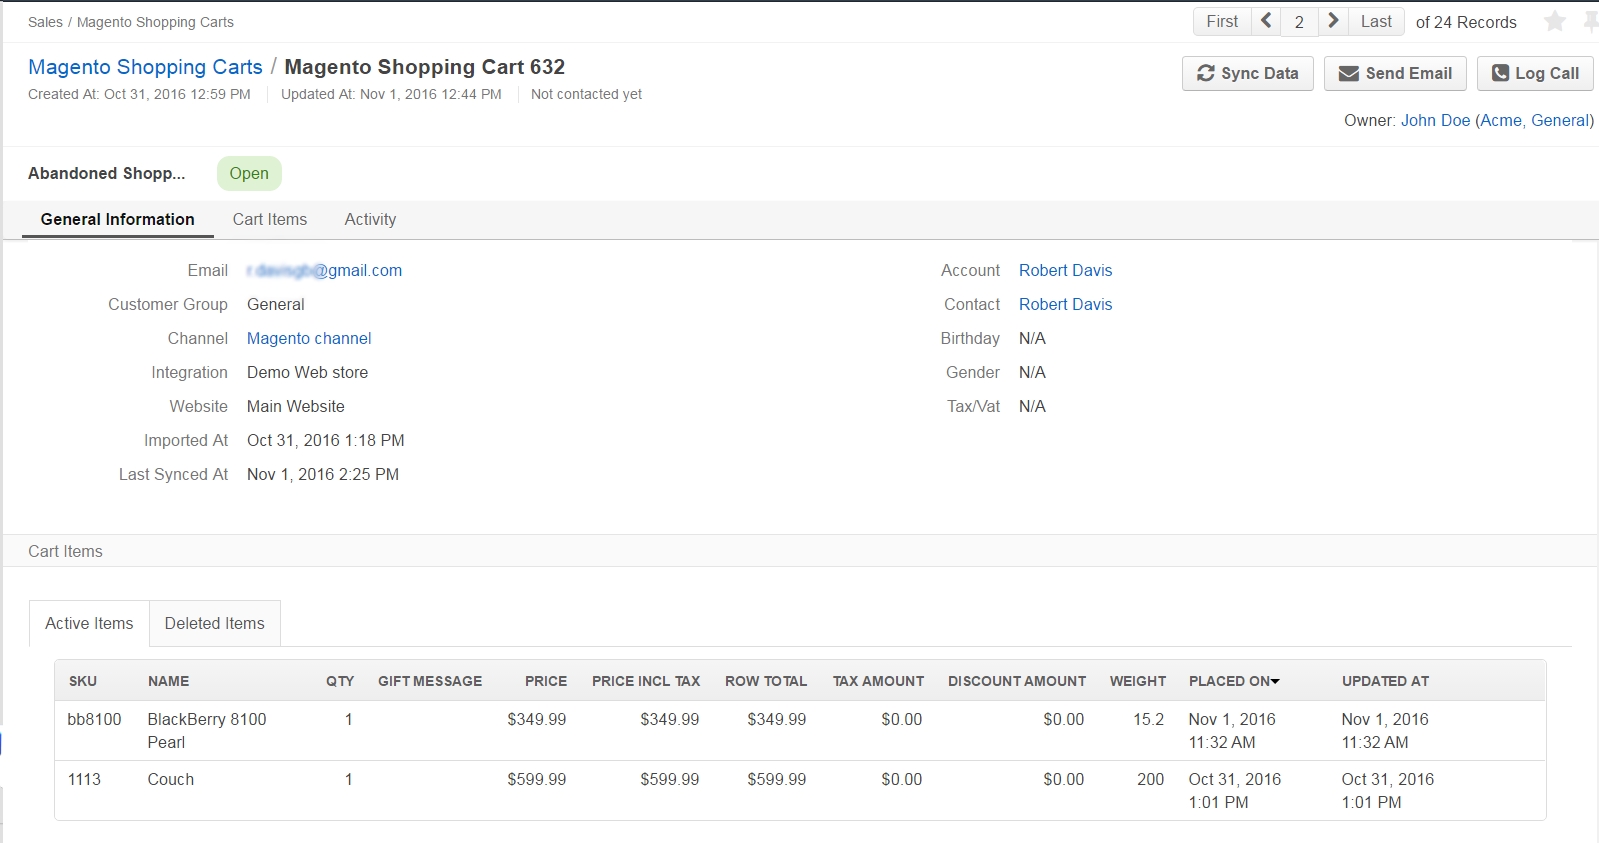 Sales / Magento Shopping Carts
First 2 Last of 24 Records
Magento Shopping Carts / Magento Shopping Cart 632
Sync Data Send Email Log Call
Created At: Oct 31, 2016 12:59 PM Updated At: Nov 1, 2016 12:44 PM Not contacted yet
Owner: John Doe (Acme, General)
Abandoned Shopp... Open
General Information Cart Items Activity
Email @gmail.com Account Robert Davis
Customer Group General Contact Robert Davis
Channel Magento channel Birthday N/A
Integration Demo Web store Gender N/A
Website Main Website Tax/Vat N/A
Imported At Oct 31, 2016 1:18 PM
Last Synced At Nov 1, 2016 2:25 PM
Cart Items
Active Items Deleted Items
SKU NAME QTY GIFT MESSAGE PRICE PRICE INCL TAX ROW TOTAL TAX AMOUNT DISCOUNT AMOUNT WEIGHT PLACED ON UPDATED AT
bb8100 BlackBerry 8100 1 $349.99 $349.99 $349.99 $0.00 $0.00 15.2 Nov 1, 2016 Nov 1, 2016
Pearl 11:32 AM 11:32 AM
1113 Couch 1 $599.99 $599.99 $599.99 $0.00 $0.00 200 Oct 31, 2016 Oct 31, 2016
1:01 PM 1:01 PM